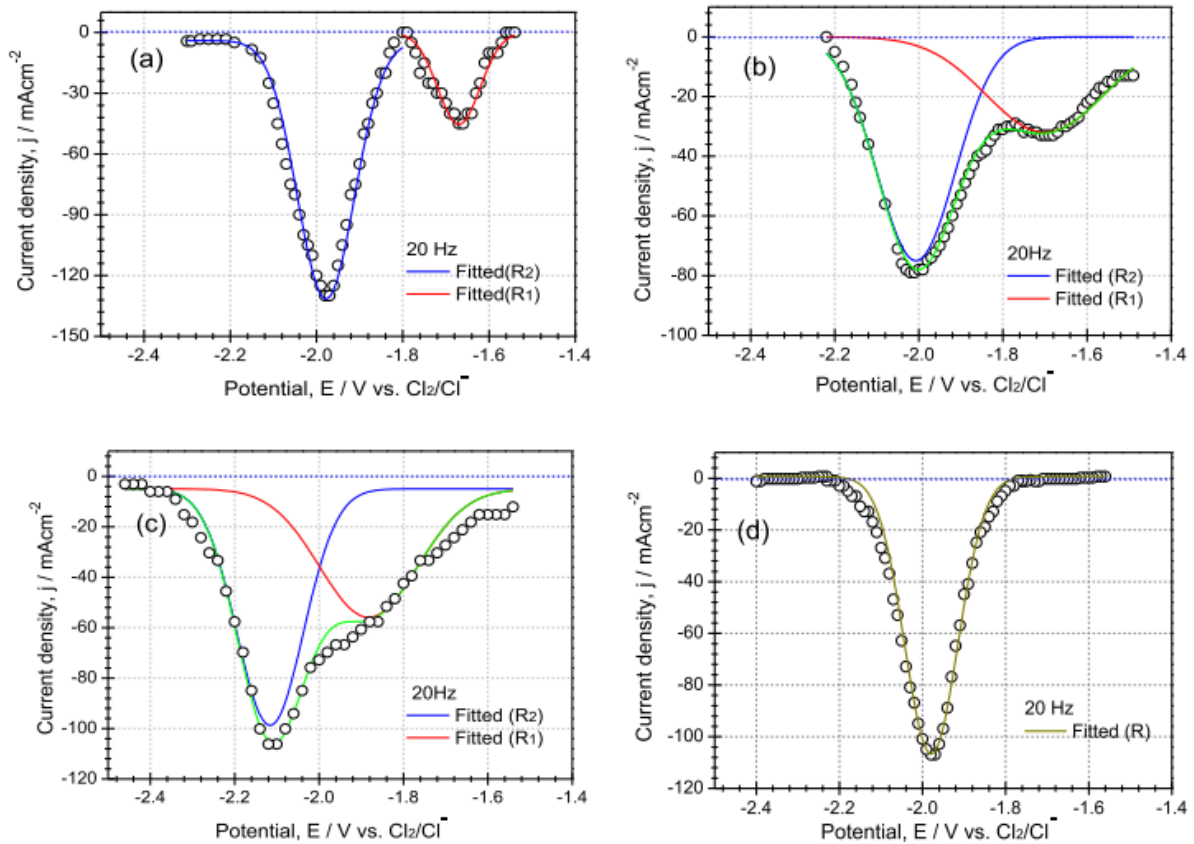 (a)
0
-30
-60
-90
-120
-150
-2.4
-2.2
-2.0
-1.8
-1.6
-1.4
Current density, j / mAcm⁻²
Potential, E / V vs. Cl₂/Cl⁻
20 Hz
Fitted(R₂)
Fitted(R₁)
(b)
0
-20
-40
-60
-80
-100
-2.4
-2.2
-2.0
-1.8
-1.6
-1.4
Current density, j / mAcm⁻²
Potential, E / V vs. Cl₂/Cl⁻
20Hz
Fitted (R₂)
Fitted (R₁)
(c)
0
-20
-40
-60
-80
-100
-120
-2.4
-2.2
-2.0
-1.8
-1.6
-1.4
Current density, j / mAcm⁻²
Potential, E / V vs. Cl₂/Cl⁻
20Hz
Fitted (R₂)
Fitted (R₁)
(d)
0
-20
-40
-60
-80
-100
-120
-2.4
-2.2
-2.0
-1.8
-1.6
-1.4
Current density, j / mAcm⁻²
Potential, E / V vs. Cl₂/Cl⁻
20 Hz
Fitted (R)